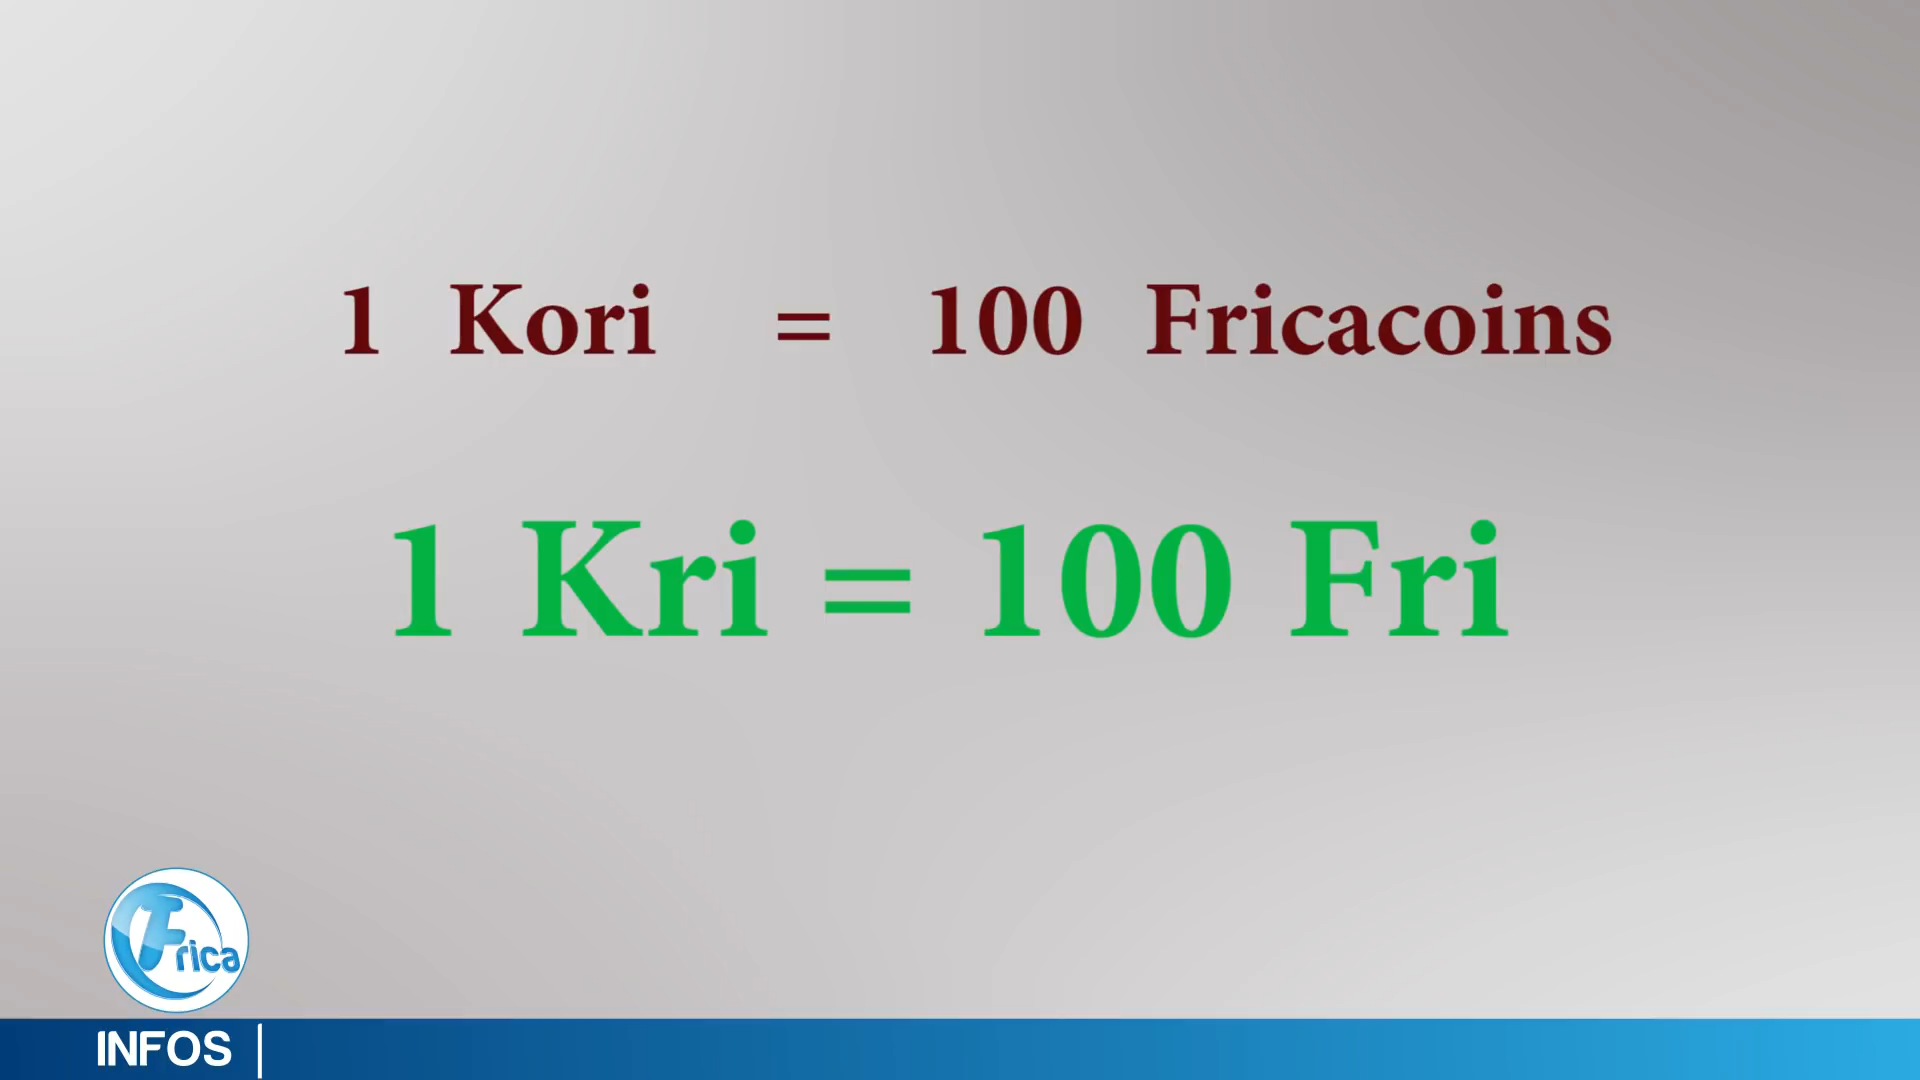 1 Kori = 100 Fricacoins
1 Kri = 100 Fri
Frica
INFOS